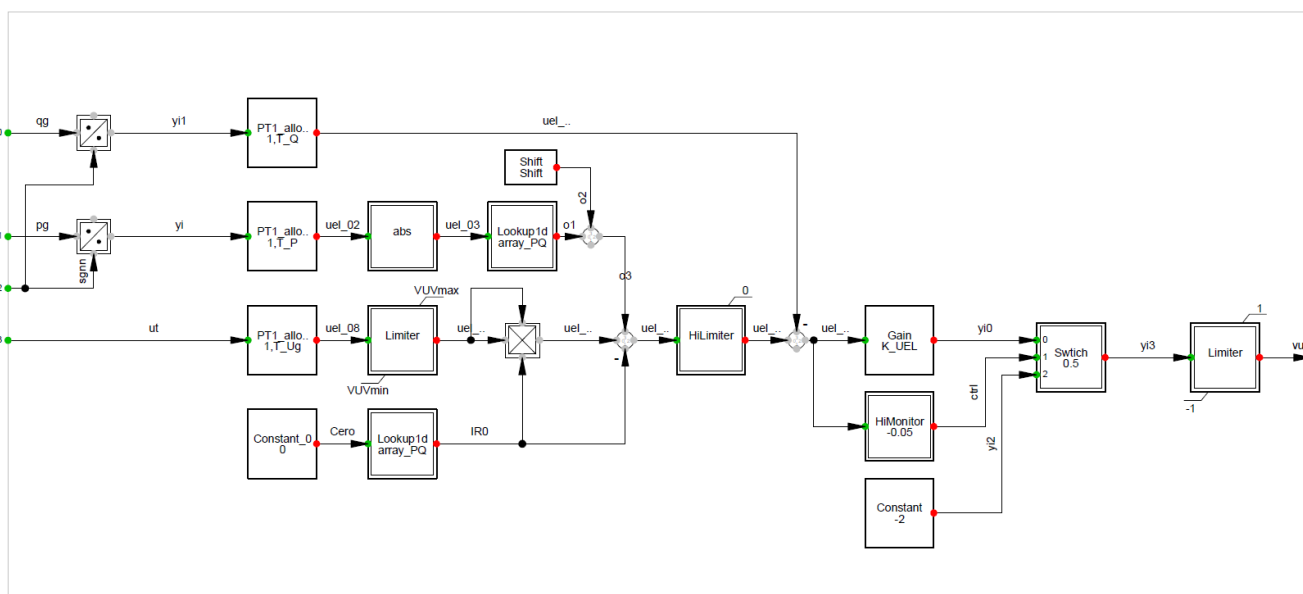 qg
yi1
PT1_allo..
1,T_Q
uel_..
Shift
Shift
o2
pg
sgnn
yi
PT1_allo..
1,T_P
uel_02
abs
uel_03
Lookup1d
array_PQ
o1
o3
ut
PT1_allo..
1,T_Ug
uel_08
VUVmax
Limiter
VUVmin
uel_..
uel_..
-
uel_..
0
HiLimiter
uel_..
-
uel_..
Gain
K_UEL
yi0
0
1
2
Swtich
0.5
yi3
1
Limiter
-1
Constant_0
0
Cero
Lookup1d
array_PQ
IR0
HiMonitor
-0.05
ctrl
yi2
Constant
-2